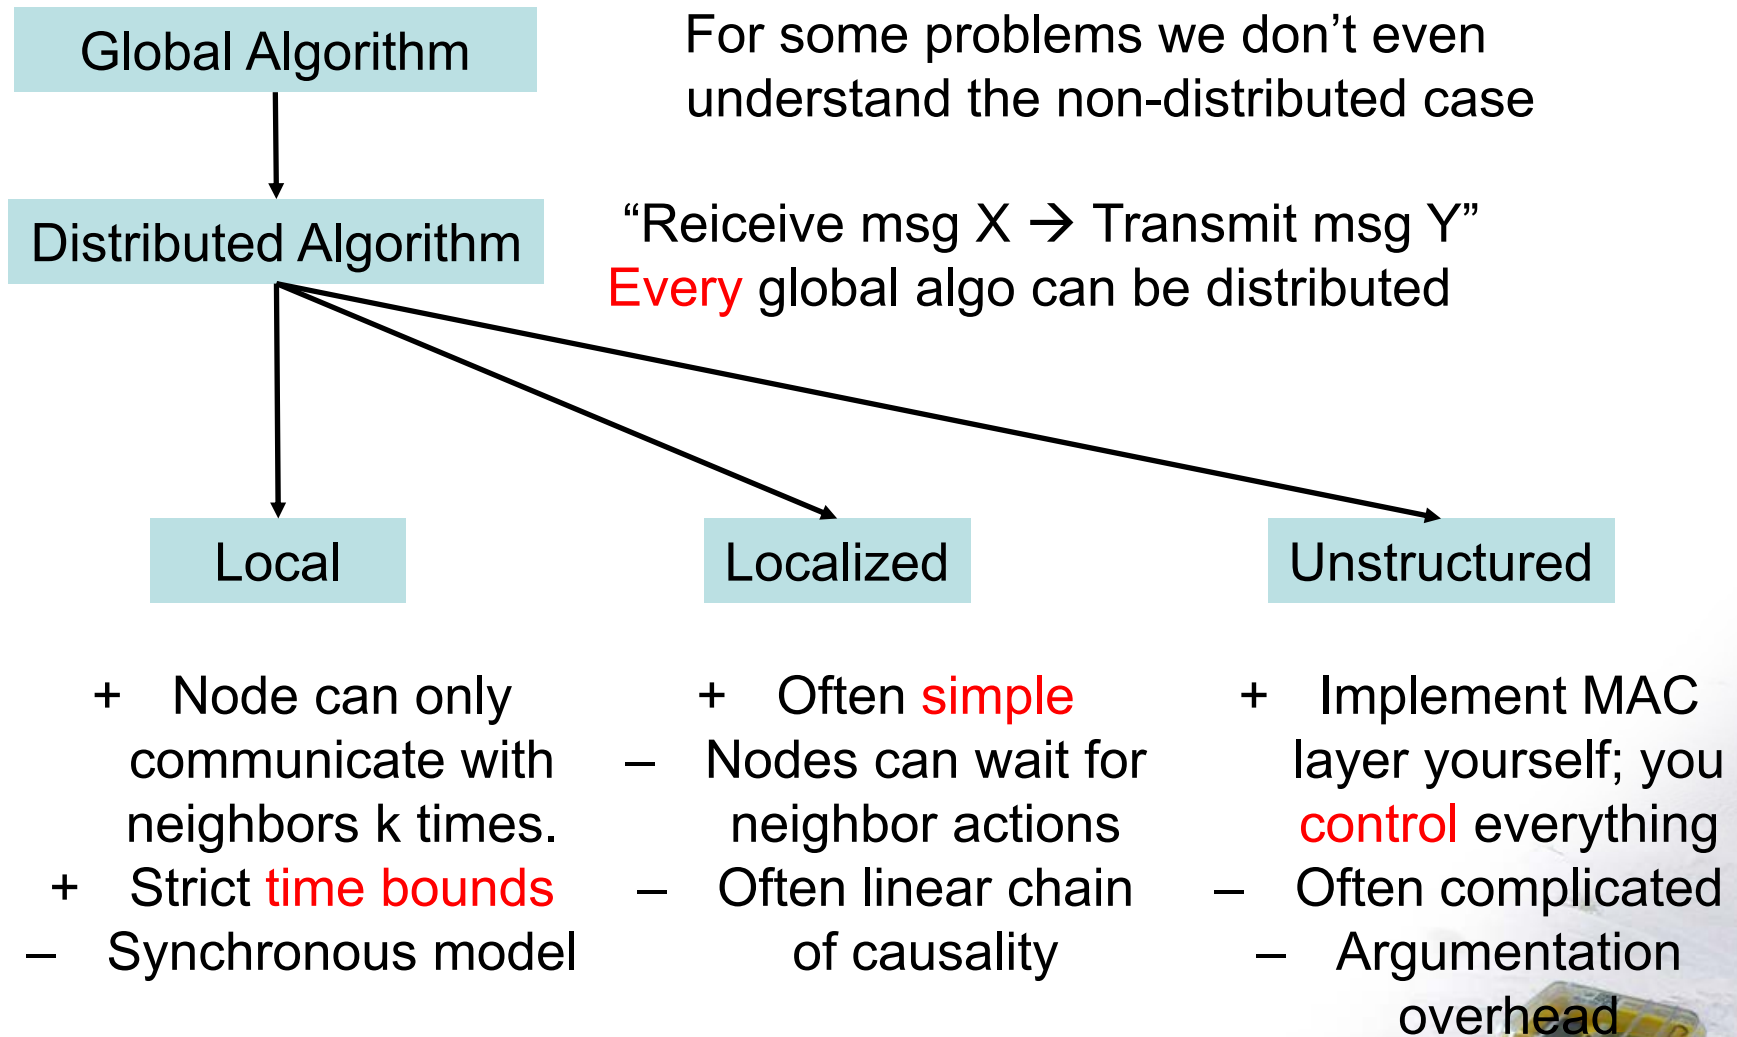 Global Algorithm
For some problems we don’t even
understand the non-distributed case
Distributed Algorithm
“Reiceive msg X → Transmit msg Y”
Every global algo can be distributed
Local
+ Node can only
communicate with
neighbors k times.
+ Strict time bounds
– Synchronous model
Localized
+ Often simple
– Nodes can wait for
neighbor actions
– Often linear chain
of causality
Unstructured
+ Implement MAC
layer yourself; you
control everything
– Often complicated
– Argumentation
overhead